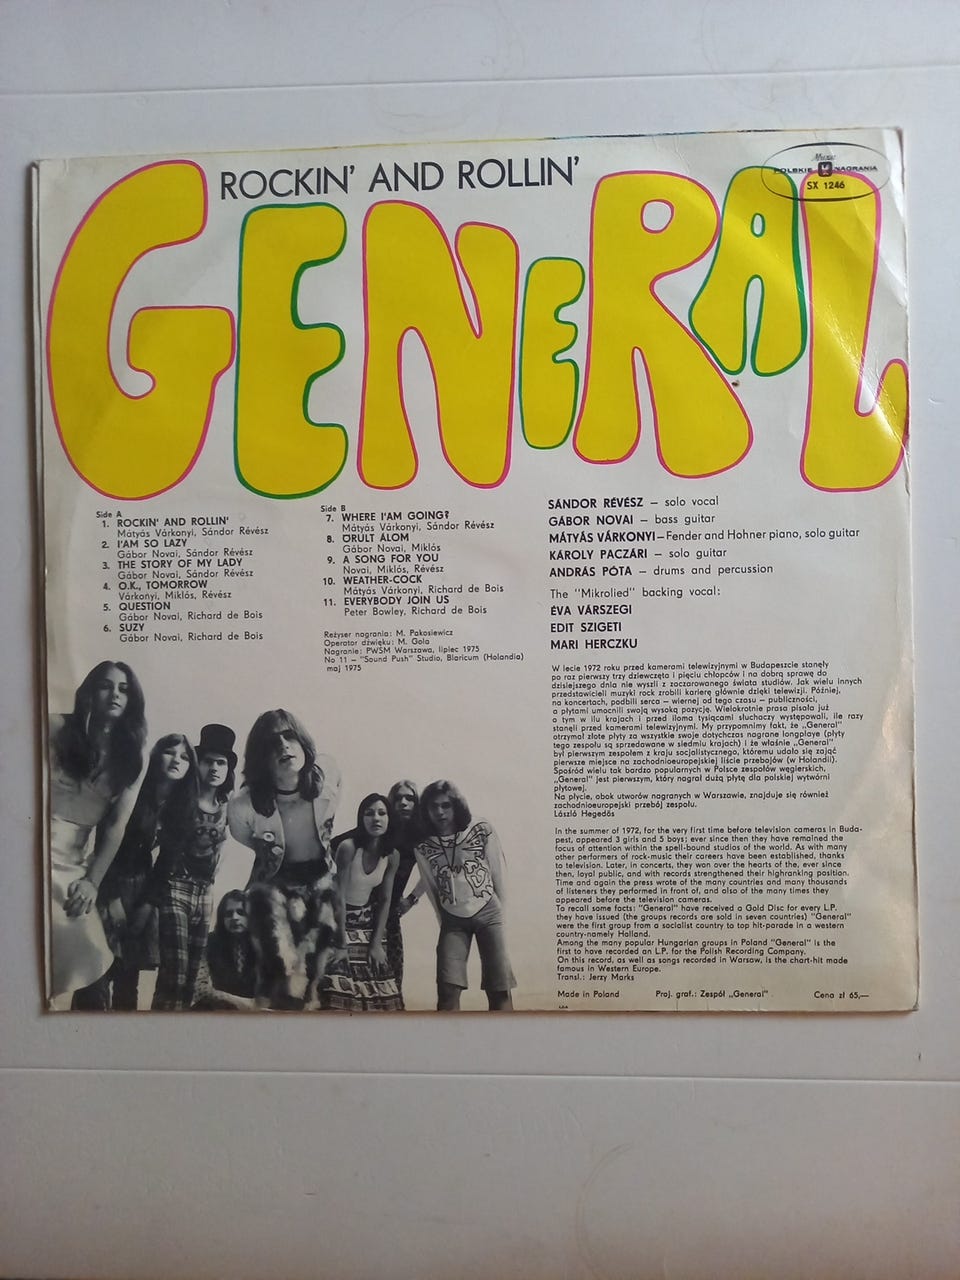 ROCKIN' AND ROLLIN'
GENERAL
Muza
POLSKIE NAGRANIA
SX 1246
Side A
1. ROCKIN' AND ROLLIN'
Mátyás Várkonyi, Sándor Révész
2. I'AM SO LAZY
Gábor Novai, Sándor Révész
3. THE STORY OF MY LADY
Gábor Novai, Sándor Révész
4. O.K., TOMORROW
Várkonyi, Miklós, Révész
5. QUESTION
Gábor Novai, Richard de Bois
6. SUZY
Gábor Novai, Richard de Bois
Side B
7. WHERE I'AM GOING?
Mátyás Várkonyi, Sándor Révész
8. ÖRULT ÁLOM
Gábor Novai, Miklós
9. A SONG FOR YOU
Novai, Miklós, Révész
10. WEATHER-COCK
Mátyás Várkonyi, Richard de Bois
11. EVERYBODY JOIN US
Peter Bowley, Richard de Bois
Reżyser nagrania: M. Pakosiewicz
Operator dźwięku: M. Gola
Nagranie: PWSM Warszawa, lipiec 1975
No 11 – "Sound Push" Studio, Blaricum (Holandia)
maj 1975
SÁNDOR RÉVÉSZ – solo vocal
GÁBOR NOVAI – bass guitar
MÁTYÁS VÁRKONYI – Fender and Hohner piano, solo guitar
KÁROLY PACZÁRI – solo guitar
ANDRÁS PÓTA – drums and percussion
The "Mikrolied" backing vocal:
ÉVA VÁRSZEGI
EDIT SZIGETI
MARI HERCZKU
W lecie 1972 roku przed kamerami telewizyjnymi w Budapeszcie stanęły
po raz pierwszy trzy dziewczęta i pięciu chłopców i na dobrą sprawę do
dzisiejszego dnia nie wyszli z zaczarowanego świata studiów. Jak wielu innych
przedstawicieli muzyki rock zrobili karierę głównie dzięki telewizji. Później,
na koncertach, podbili serca – wiernej od tego czasu – publiczności,
a płytami umocnili swoją wysoką pozycję. Wielokrotnie prasa pisała już
o tym w ilu krajach i przed iloma tysiącami słuchaczy występowali, ile razy
stanęli przed kamerami telewizyjnymi. My przypomnimy fakt, że „General"
otrzymał złote płyty za wszystkie swoje dotychczas nagrane longplaye (płyty
tego zespołu są sprzedawane w siedmiu krajach) i że właśnie „General"
był pierwszym zespołem z kraju socjalistycznego, któremu udało się zająć
pierwsze miejsce na zachodnioeuropejskiej liście przebojów (w Holandii).
Spośród wielu tak bardzo popularnych w Polsce zespołów węgierskich,
„General" jest pierwszym, który nagrał dużą płytę dla polskiej wytwórni
płytowej.
Na płycie, obok utworów nagranych w Warszawie, znajduje się również
zachodnioeuropejski przebój zespołu.
László Hegedős
In the summer of 1972, for the very first time before television cameras in Buda-
pest, appeared 3 girls and 5 boys: ever since then they have remained the
focus of attention within the spell-bound studios of the world. As with many
other performers of rock-music their careers have been established, thanks
to television. Later, in concerts, they won over the hearts of the, ever since
then, loyal public, and with records strengthened their highranking position.
Time and again the press wrote of the many countries and many thousands
of listeners they performed in front of, and also of the many times they
appeared before the television cameras.
To recall some facts: "General" have received a Gold Disc for every L.P.
they have issued (the groups records are sold in seven countries) "General"
were the first group from a socialist country to top hit-parade in a western
country-namely Holland.
Among the many popular Hungarian groups in Poland "General" is the
first to have recorded an L.P. for the Polish Recording Company.
On this record, as well as songs recorded in Warsaw, is the chart-hit made
famous in Western Europe.
Transl.: Jerzy Marks
Made in Poland Proj. graf.: Zespół „General" Cena zł 65,—